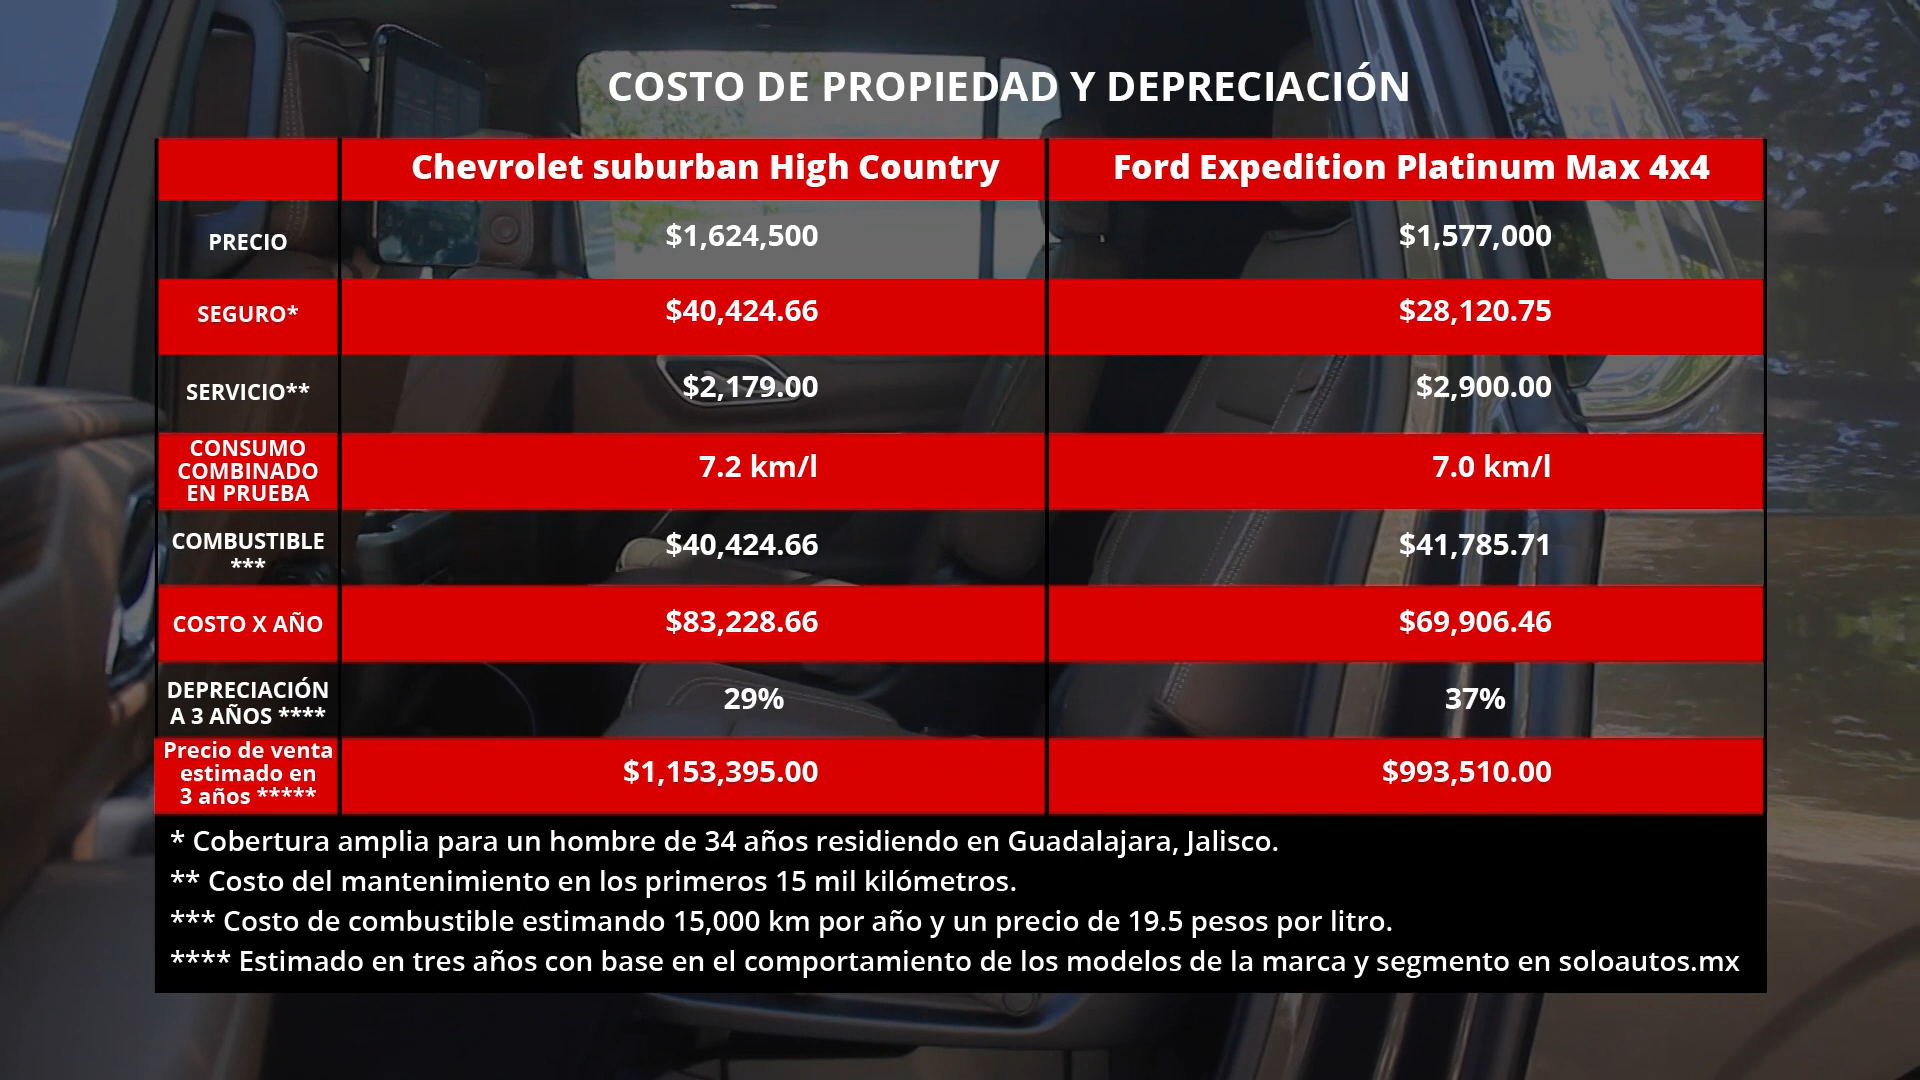 COSTO DE PROPIEDAD Y DEPRECIACIÓN
Chevrolet suburban High Country Ford Expedition Platinum Max 4x4
PRECIO $1,624,500 $1,577,000
SEGURO* $40,424.66 $28,120.75
SERVICIO** $2,179.00 $2,900.00
CONSUMO
COMBINADO
EN PRUEBA
7.2 km/l 7.0 km/l
COMBUSTIBLE
***
$40,424.66 $41,785.71
COSTO X AÑO $83,228.66 $69,906.46
DEPRECIACIÓN
A 3 AÑOS ****
29% 37%
Precio de venta
estimado en
3 años *****
$1,153,395.00 $993,510.00
* Cobertura amplia para un hombre de 34 años residiendo en Guadalajara, Jalisco.
** Costo del mantenimiento en los primeros 15 mil kilómetros.
*** Costo de combustible estimando 15,000 km por año y un precio de 19.5 pesos por litro.
**** Estimado en tres años con base en el comportamiento de los modelos de la marca y segmento en soloautos.mx